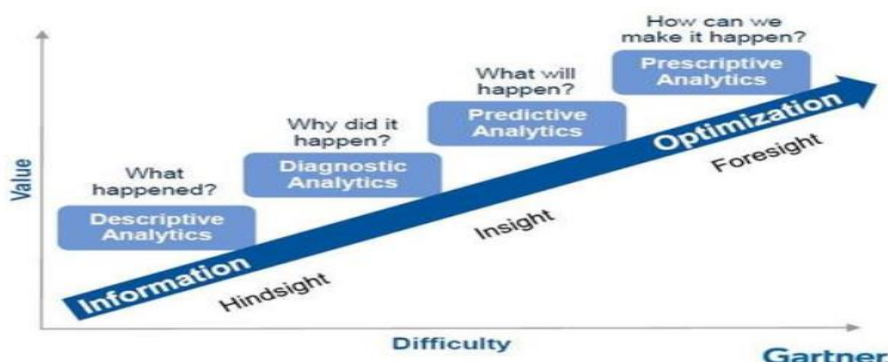 How can we
make it happen?
Prescriptive
Analytics
What will
happen?
Predictive
Analytics
Why did it
happen?
Diagnostic
Analytics
What
happened?
Descriptive
Analytics
Value
Information
Optimization
Hindsight
Insight
Foresight
Difficulty
Gartner